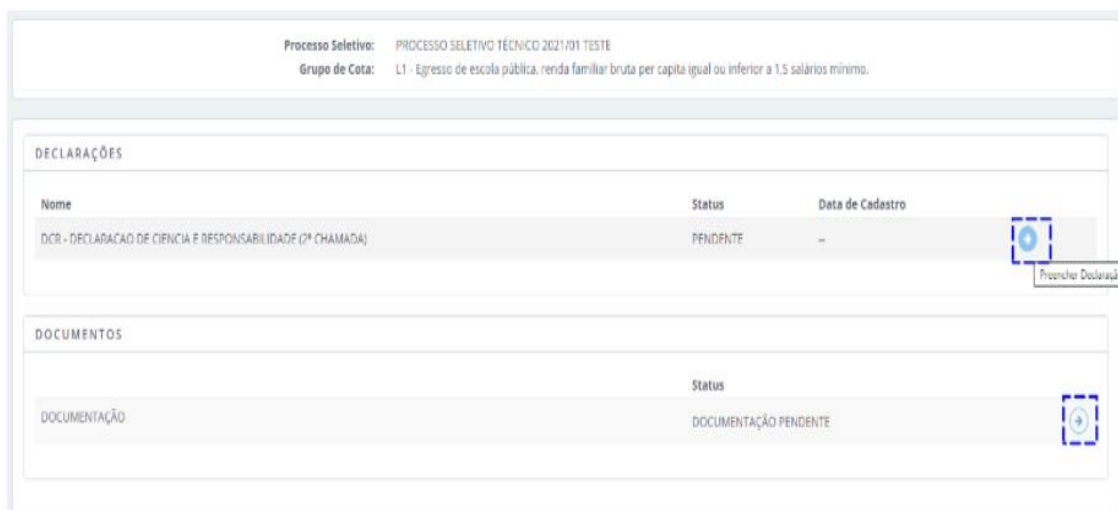 Processo Seletivo: PROCESSO SELETIVO TÉCNICO 2021/01 TESTE
Grupo de Cota: L1 - Egresso de escola pública, renda familiar bruta per capita igual ou inferior a 1,5 salários mínimo.
DECLARAÇÕES
Nome Status Data de Cadastro
DCR - DECLARACAO DE CIENCIA E RESPONSABILIDADE (2ª CHAMADA) PENDENTE --
Preencher Declaraçã
DOCUMENTOS
Status
DOCUMENTAÇÃO DOCUMENTAÇÃO PENDENTE